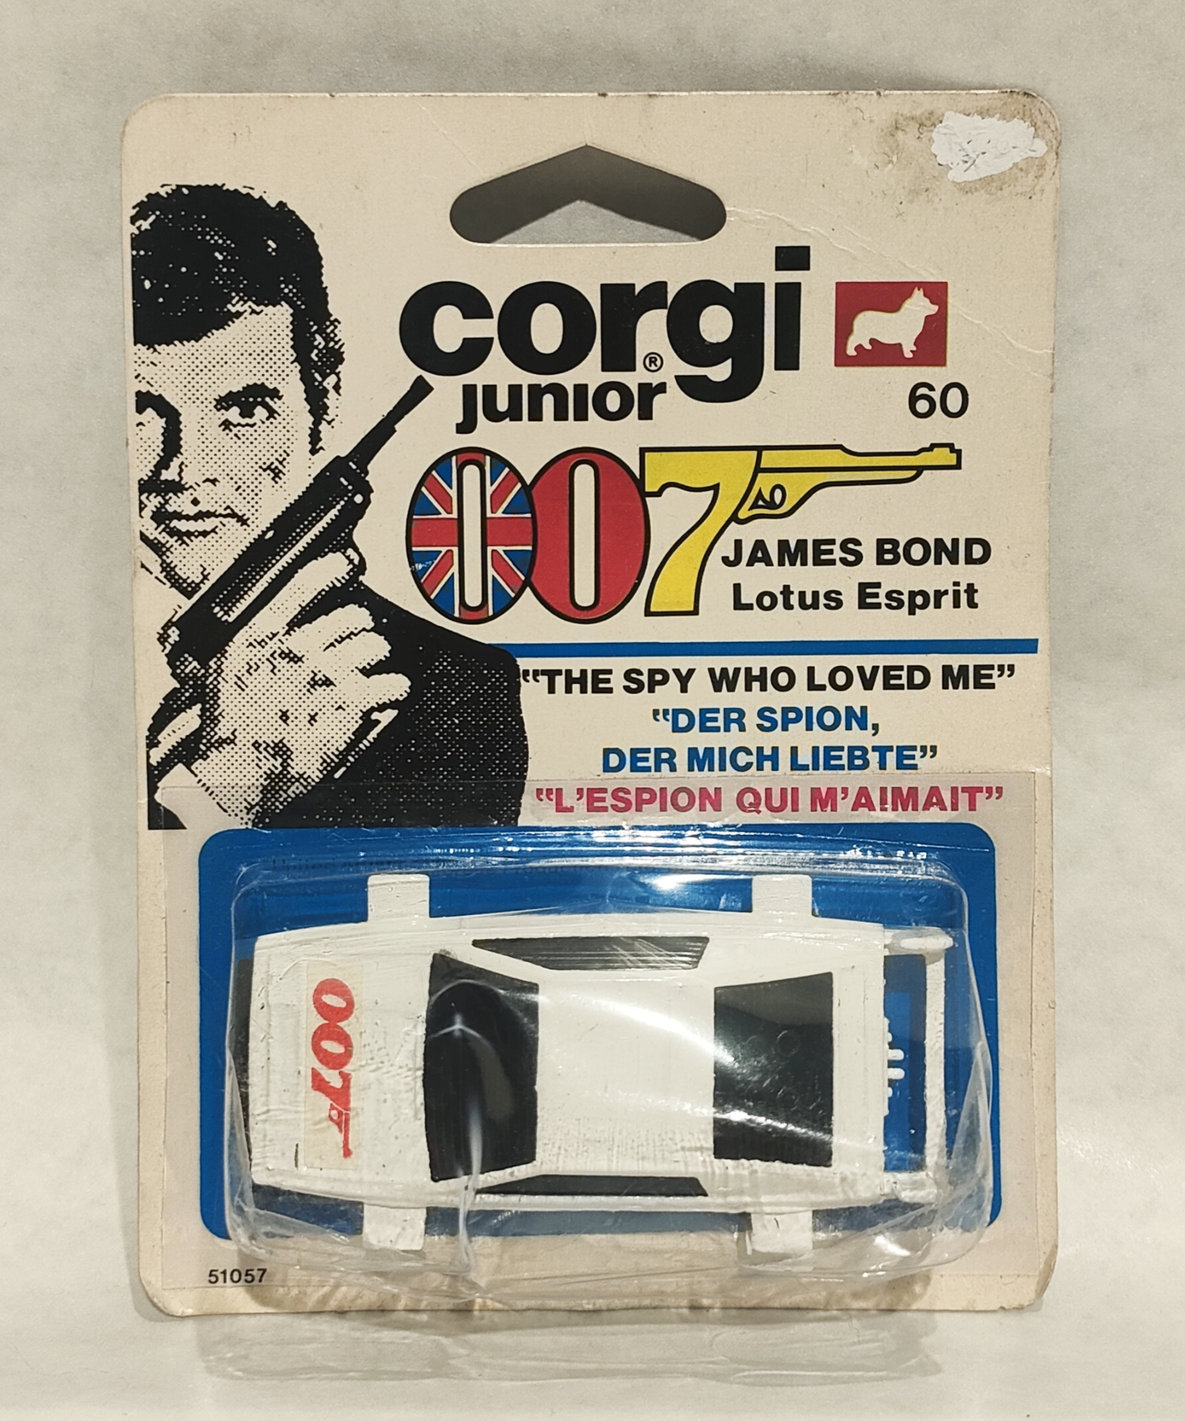 corgi®
junior
60
007
JAMES BOND
Lotus Esprit
“THE SPY WHO LOVED ME”
“DER SPION,
DER MICH LIEBTE”
“L'ESPION QUI M'AIMAIT”
007
51057